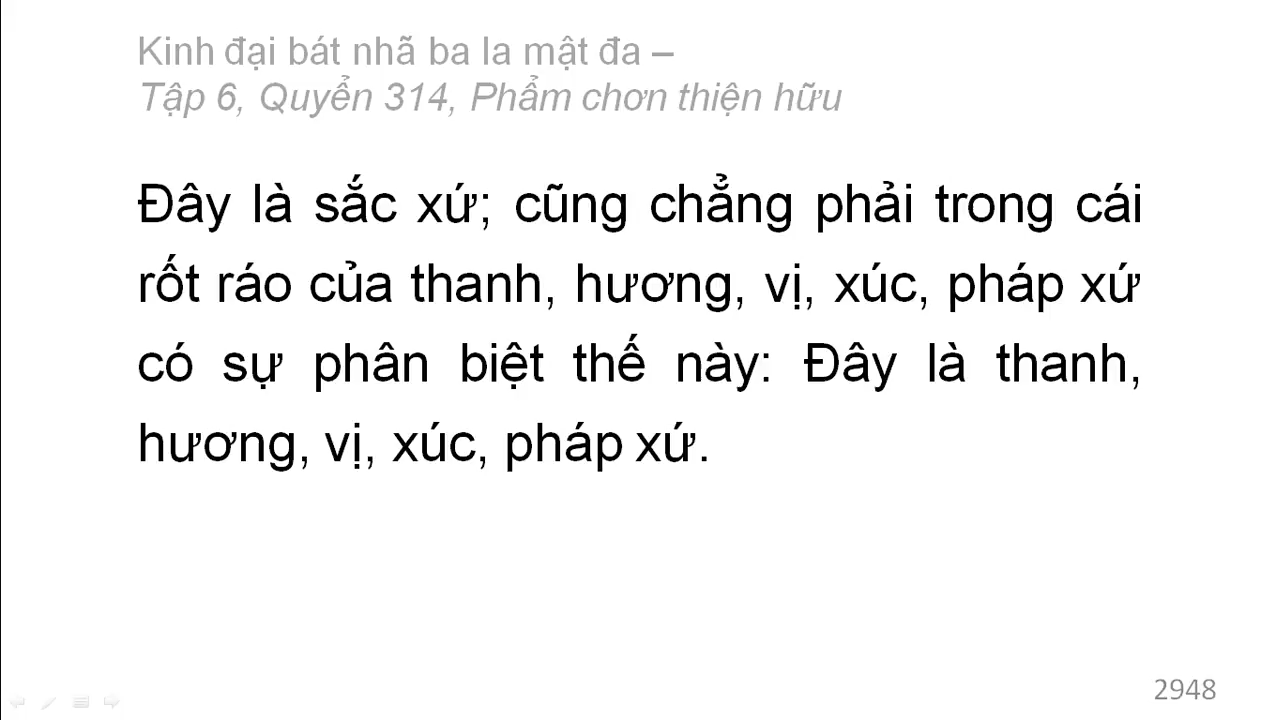 Kinh đại bát nhã ba la mật đa –
Tập 6, Quyển 314, Phẩm chơn thiện hữu
Đây là sắc xứ; cũng chẳng phải trong cái
rốt ráo của thanh, hương, vị, xúc, pháp xứ
có sự phân biệt thế này: Đây là thanh,
hương, vị, xúc, pháp xứ.
2948